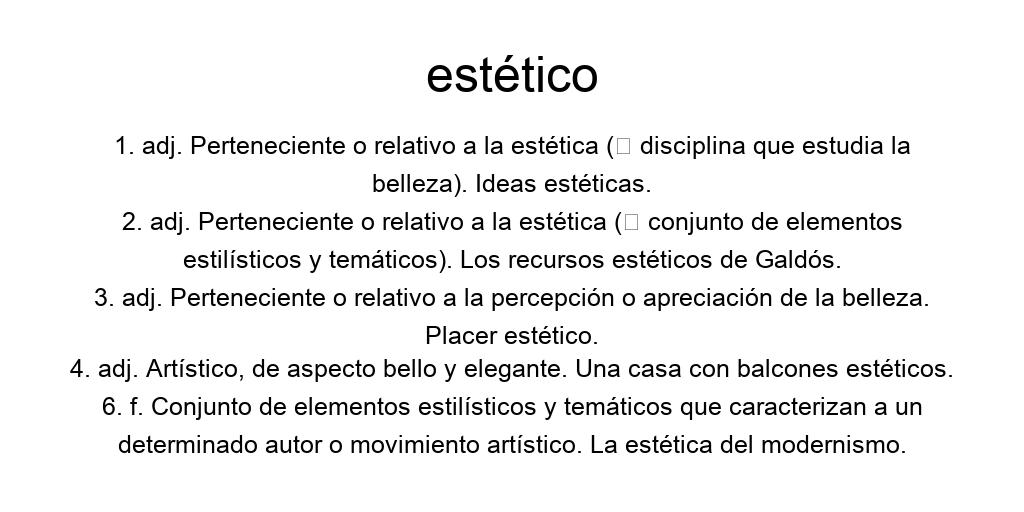 estético
1. adj. Perteneciente o relativo a la estética (▯ disciplina que estudia la
belleza). Ideas estéticas.
2. adj. Perteneciente o relativo a la estética (▯ conjunto de elementos
estilísticos y temáticos). Los recursos estéticos de Galdós.
3. adj. Perteneciente o relativo a la percepción o apreciación de la belleza.
Placer estético.
4. adj. Artístico, de aspecto bello y elegante. Una casa con balcones estéticos.
6. f. Conjunto de elementos estilísticos y temáticos que caracterizan a un
determinado autor o movimiento artístico. La estética del modernismo.